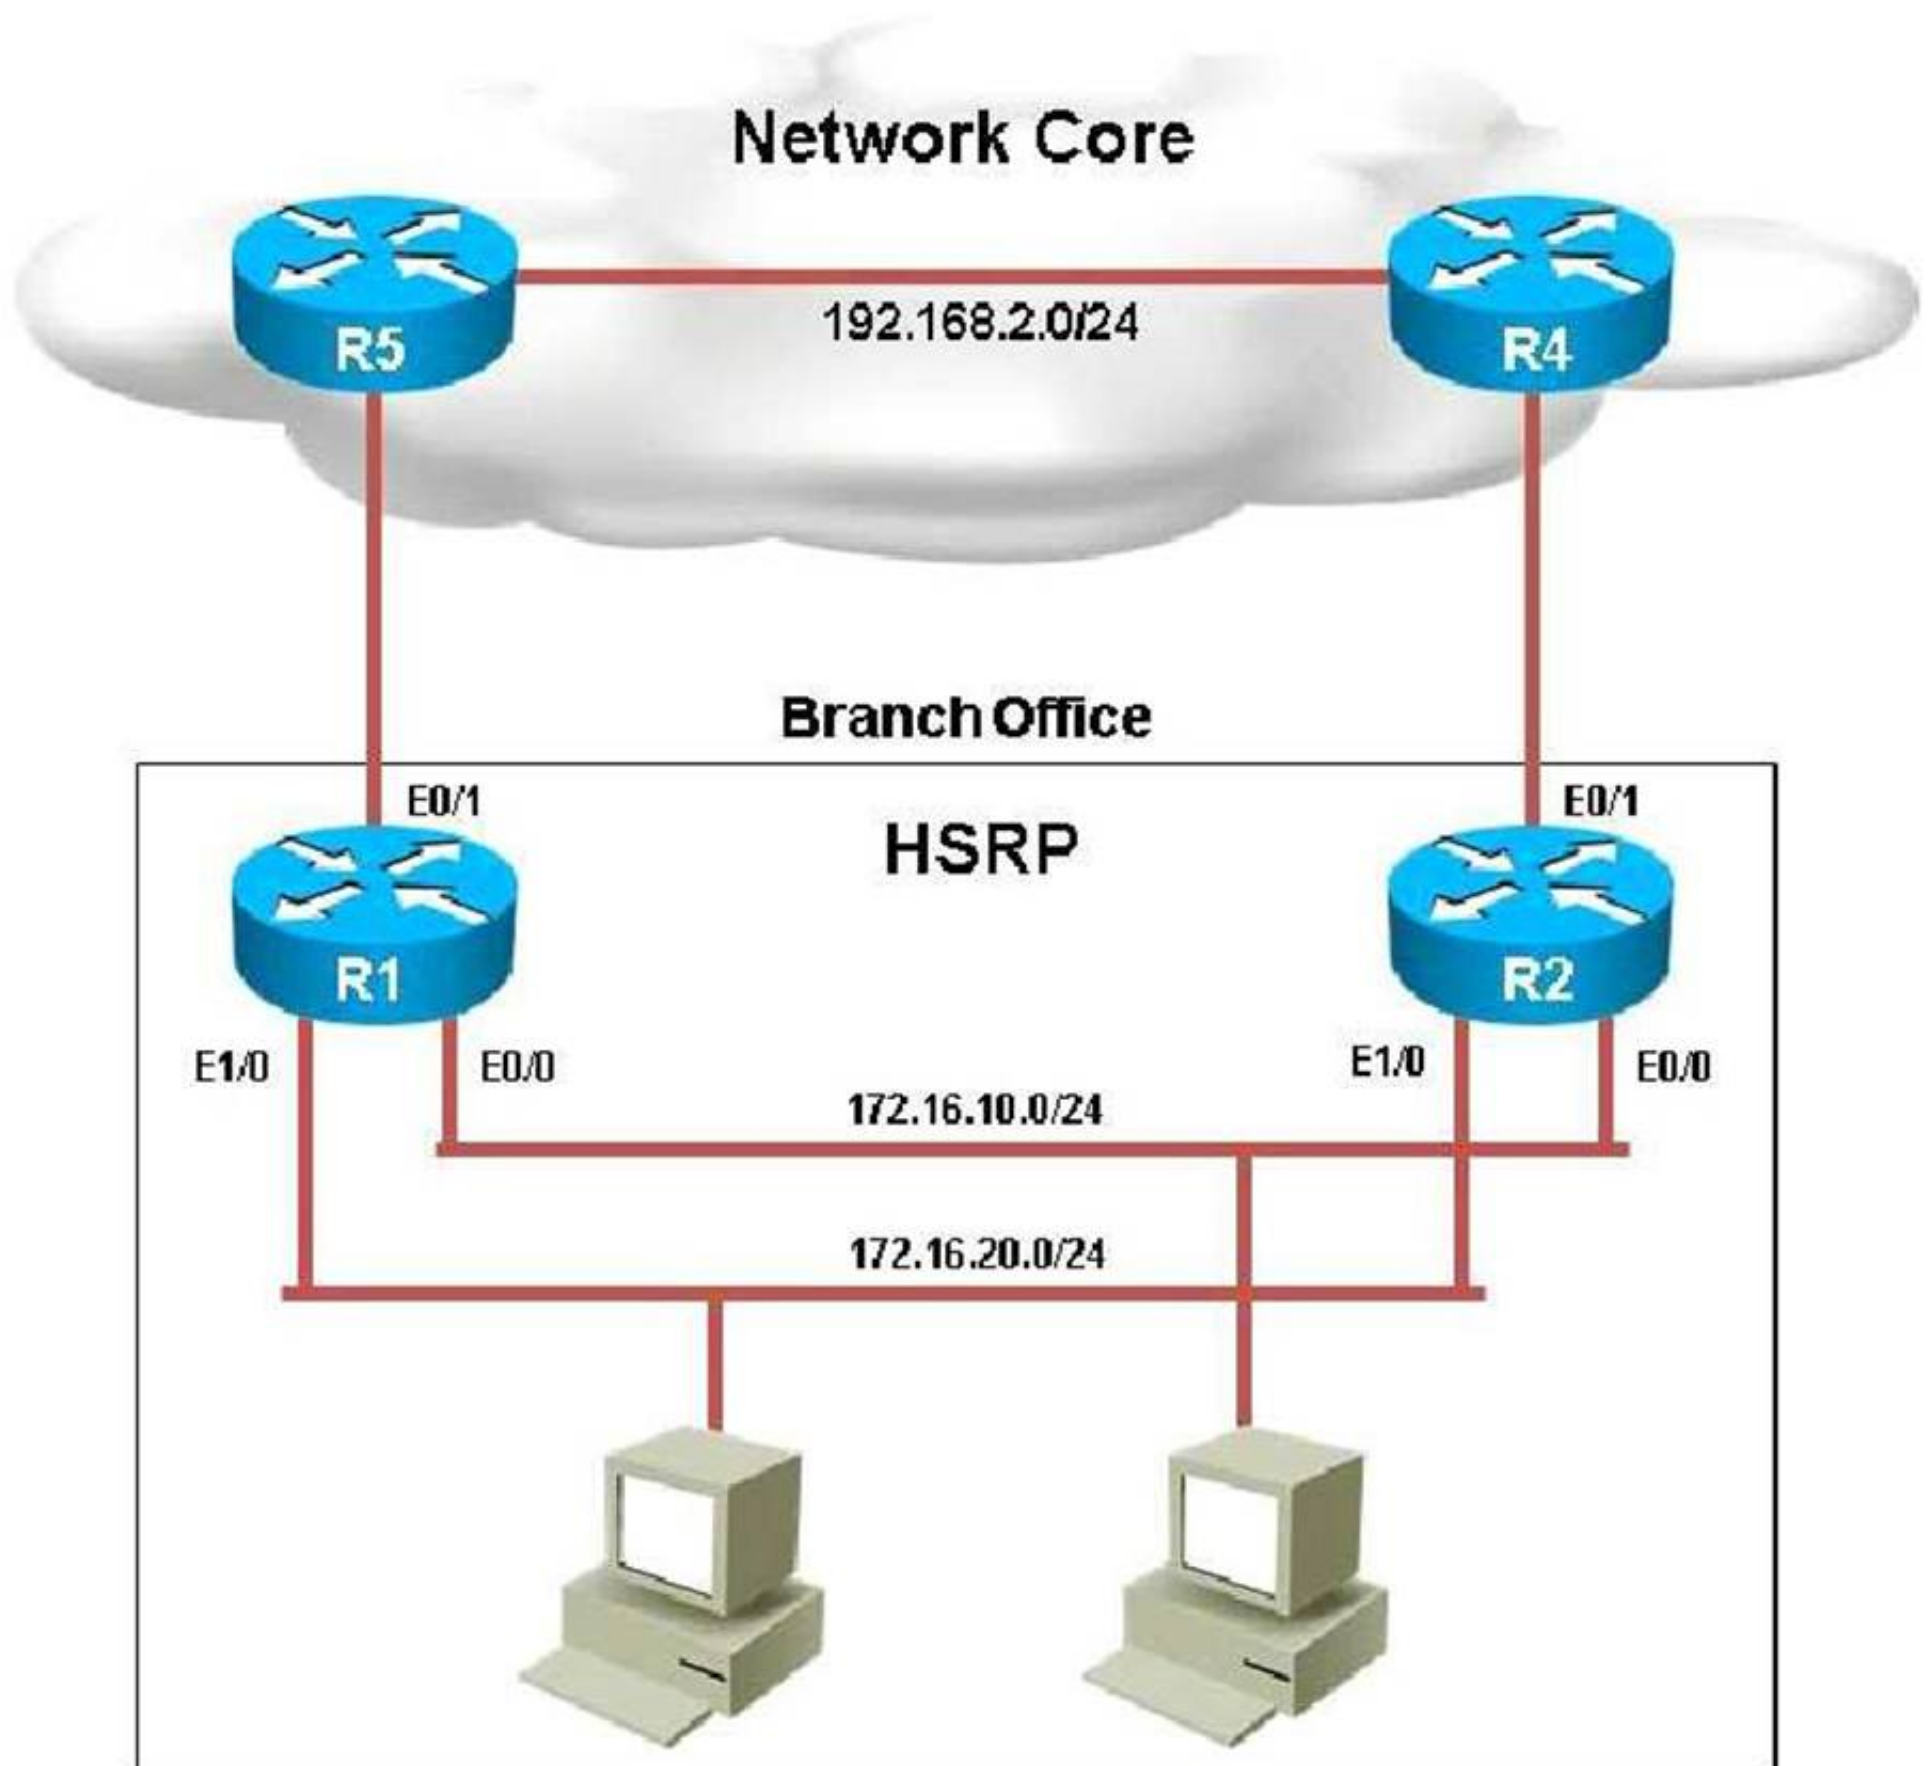 Network Core
R5
192.168.2.0/24
R4
Branch Office
E0/1
HSRP
E0/1
R1
R2
E1/0
E0/0
E1/0
E0/0
172.16.10.0/24
172.16.20.0/24